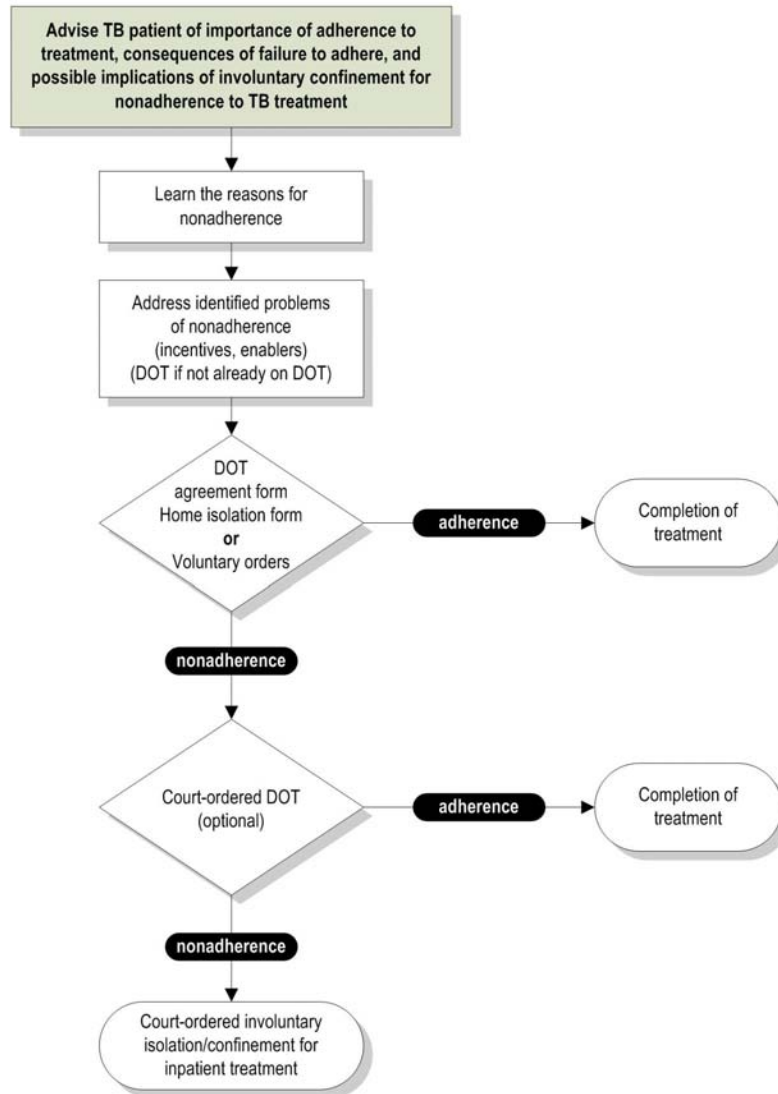 Advise TB patient of importance of adherence to
treatment, consequences of failure to adhere, and
possible implications of involuntary confinement for
nonadherence to TB treatment
Learn the reasons for
nonadherence
Address identified problems
of nonadherence
(incentives, enablers)
(DOT if not already on DOT)
DOT
agreement form
Home isolation form
or
Voluntary orders
adherence
Completion of
treatment
nonadherence
Court-ordered DOT
(optional)
adherence
Completion of
treatment
nonadherence
Court-ordered involuntary
isolation/confinement for
inpatient treatment